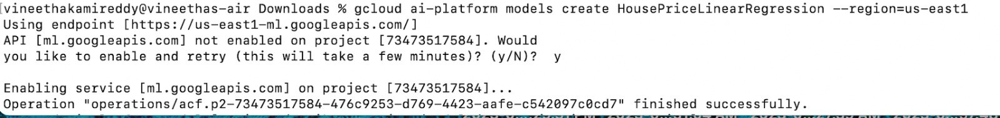 vineethakamireddy@vineethas-air Downloads % gcloud ai-platform models create HousePriceLinearRegression --region=us-east1
Using endpoint [https://us-east1-ml.googleapis.com/]
API [ml.googleapis.com] not enabled on project [73473517584]. Would
you like to enable and retry (this will take a few minutes)? (y/N)?  y

Enabling service [ml.googleapis.com] on project [73473517584]...
Operation "operations/acf.p2-73473517584-476c9253-d769-4423-aafe-c542097c0cd7" finished successfully.